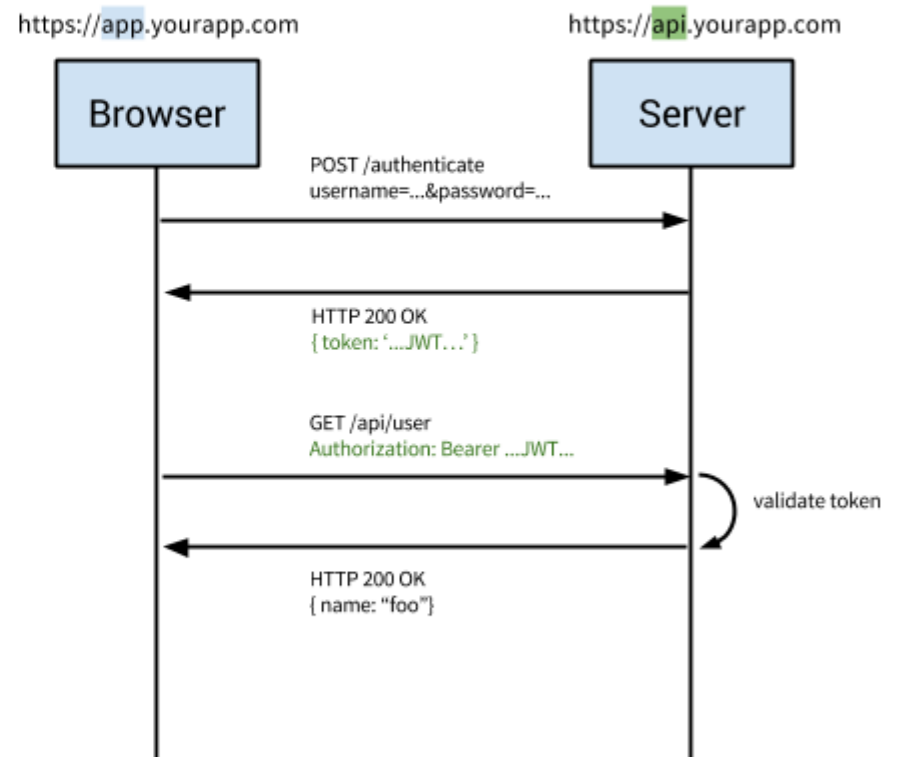 https://app.yourapp.com
https://api.yourapp.com
Browser
Server
POST /authenticate
username=...&password=...
HTTP 200 OK
{ token: ‘...JWT...’ }
GET /api/user
Authorization: Bearer ...JWT...
validate token
HTTP 200 OK
{ name: “foo”}